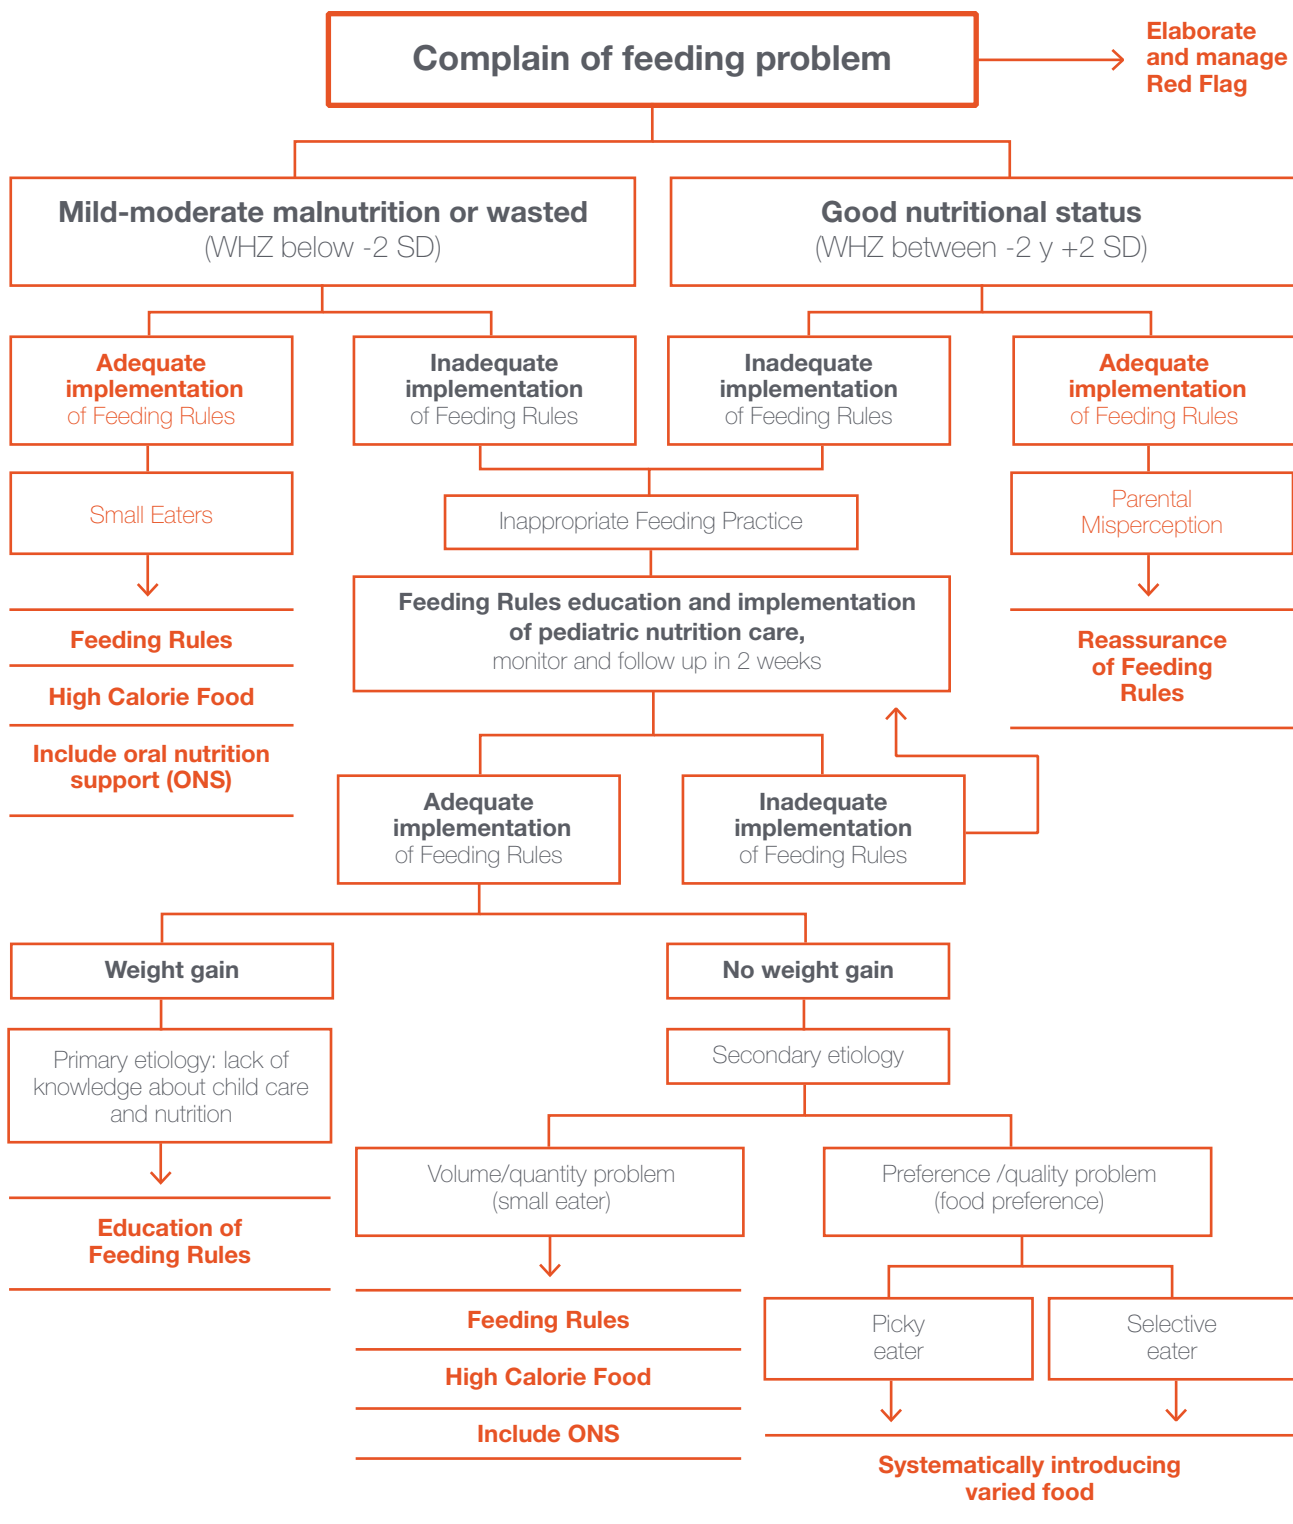 Complain of feeding problem
Elaborate
and manage
Red Flag
Mild-moderate malnutrition or wasted
(WHZ below -2 SD)
Good nutritional status
(WHZ between -2 y +2 SD)
Adequate
implementation
of Feeding Rules
Inadequate
implementation
of Feeding Rules
Inadequate
implementation
of Feeding Rules
Adequate
implementation
of Feeding Rules
Small Eaters
Inappropriate Feeding Practice
Parental
Misperception
Feeding Rules education and implementation
of pediatric nutrition care,
monitor and follow up in 2 weeks
Feeding Rules
High Calorie Food
Include oral nutrition
support (ONS)
Reassurance
of Feeding
Rules
Adequate
implementation
of Feeding Rules
Inadequate
implementation
of Feeding Rules
Weight gain
No weight gain
Primary etiology: lack of
knowledge about child care
and nutrition
Secondary etiology
Education of
Feeding Rules
Volume/quantity problem
(small eater)
Preference /quality problem
(food preference)
Feeding Rules
High Calorie Food
Include ONS
Picky
eater
Selective
eater
Systematically introducing
varied food